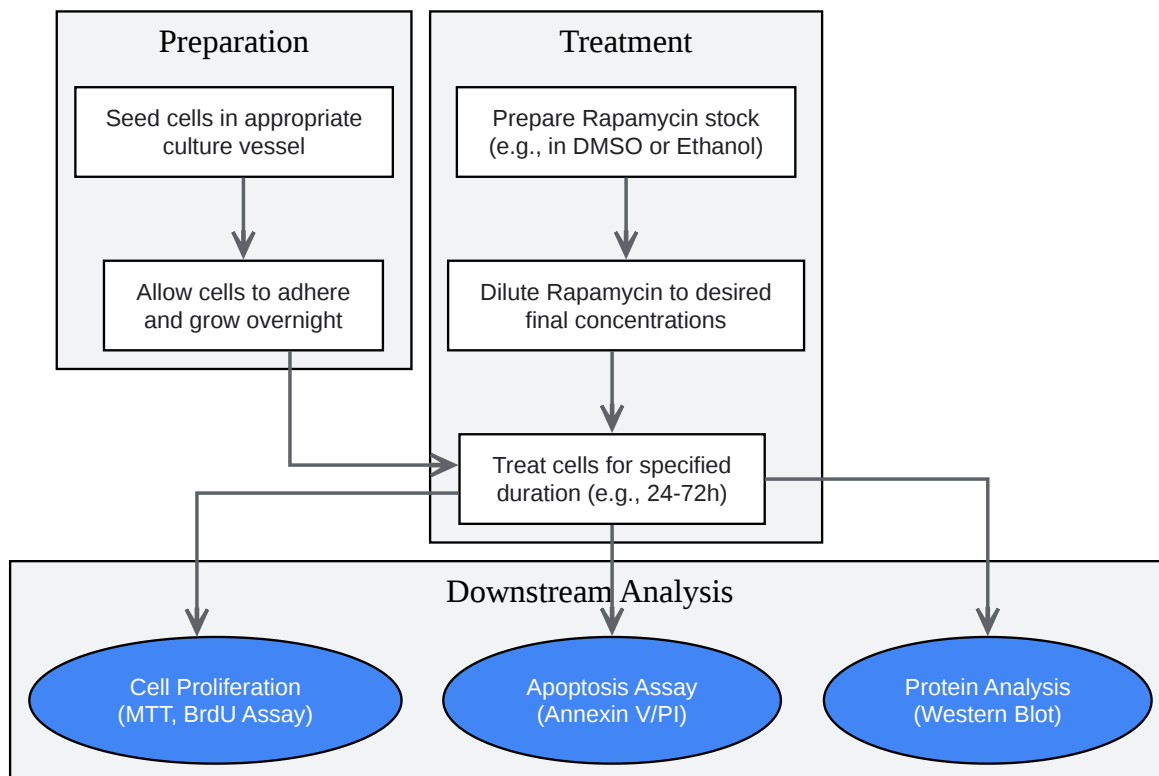 Preparation
Seed cells in appropriate
culture vessel
Allow cells to adhere
and grow overnight
Treatment
Prepare Rapamycin stock
(e.g., in DMSO or Ethanol)
Dilute Rapamycin to desired
final concentrations
Treat cells for specified
duration (e.g., 24-72h)
Downstream Analysis
Cell Proliferation
(MTT, BrdU Assay)
Apoptosis Assay
(Annexin V/PI)
Protein Analysis
(Western Blot)